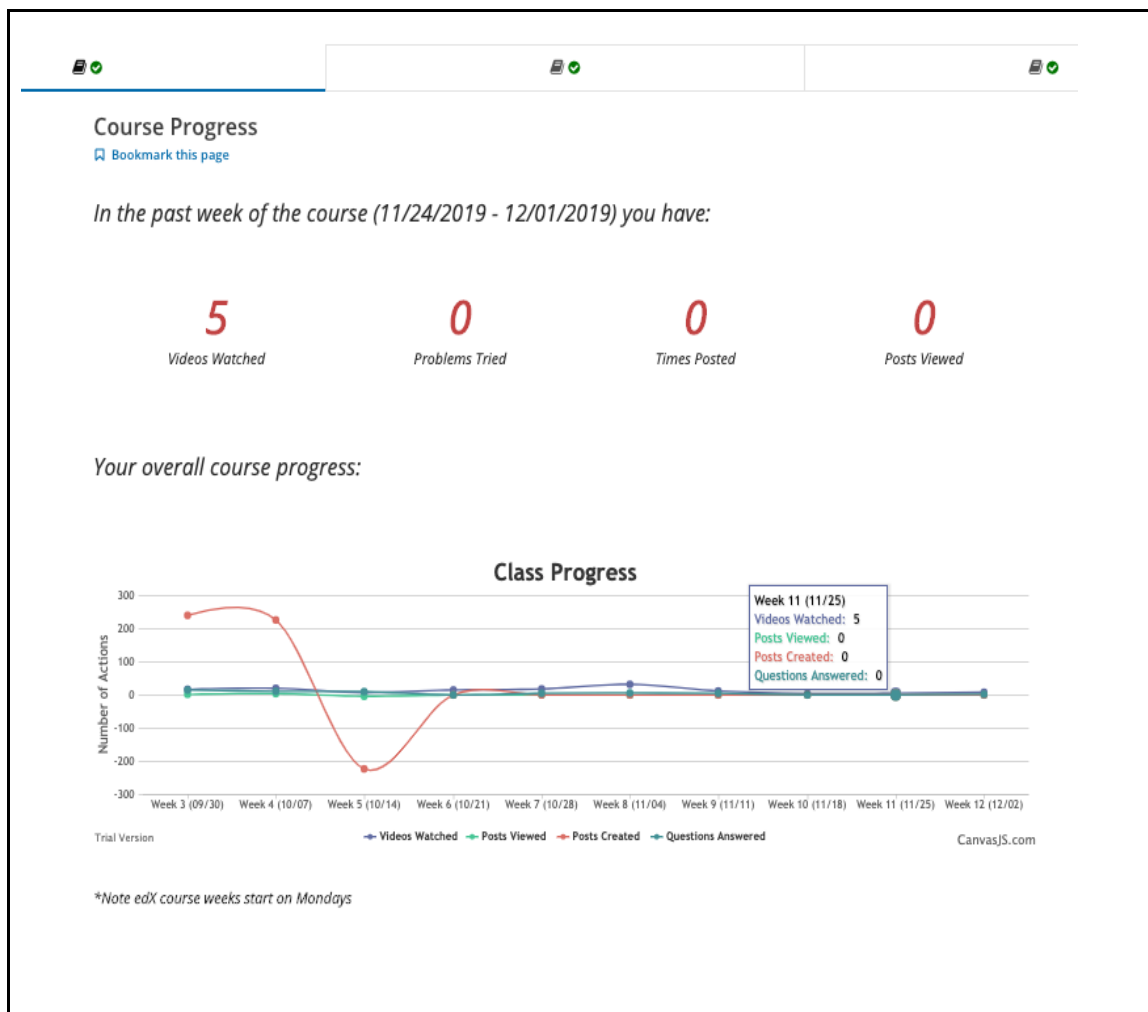 Course Progress
Bookmark this page
In the past week of the course (11/24/2019 - 12/01/2019) you have:
5 0 0 0
Videos Watched Problems Tried Times Posted Posts Viewed
Your overall course progress:
Class Progress
Number of Actions
300
200
100
0
-100
-200
-300
Week 11 (11/25)
Videos Watched: 5
Posts Viewed: 0
Posts Created: 0
Questions Answered: 0
Week 3 (09/30) Week 4 (10/07) Week 5 (10/14) Week 6 (10/21) Week 7 (10/28) Week 8 (11/04) Week 9 (11/11) Week 10 (11/18) Week 11 (11/25) Week 12 (12/02)
Trial Version Videos Watched Posts Viewed Posts Created Questions Answered CanvasJS.com
*Note edX course weeks start on Mondays